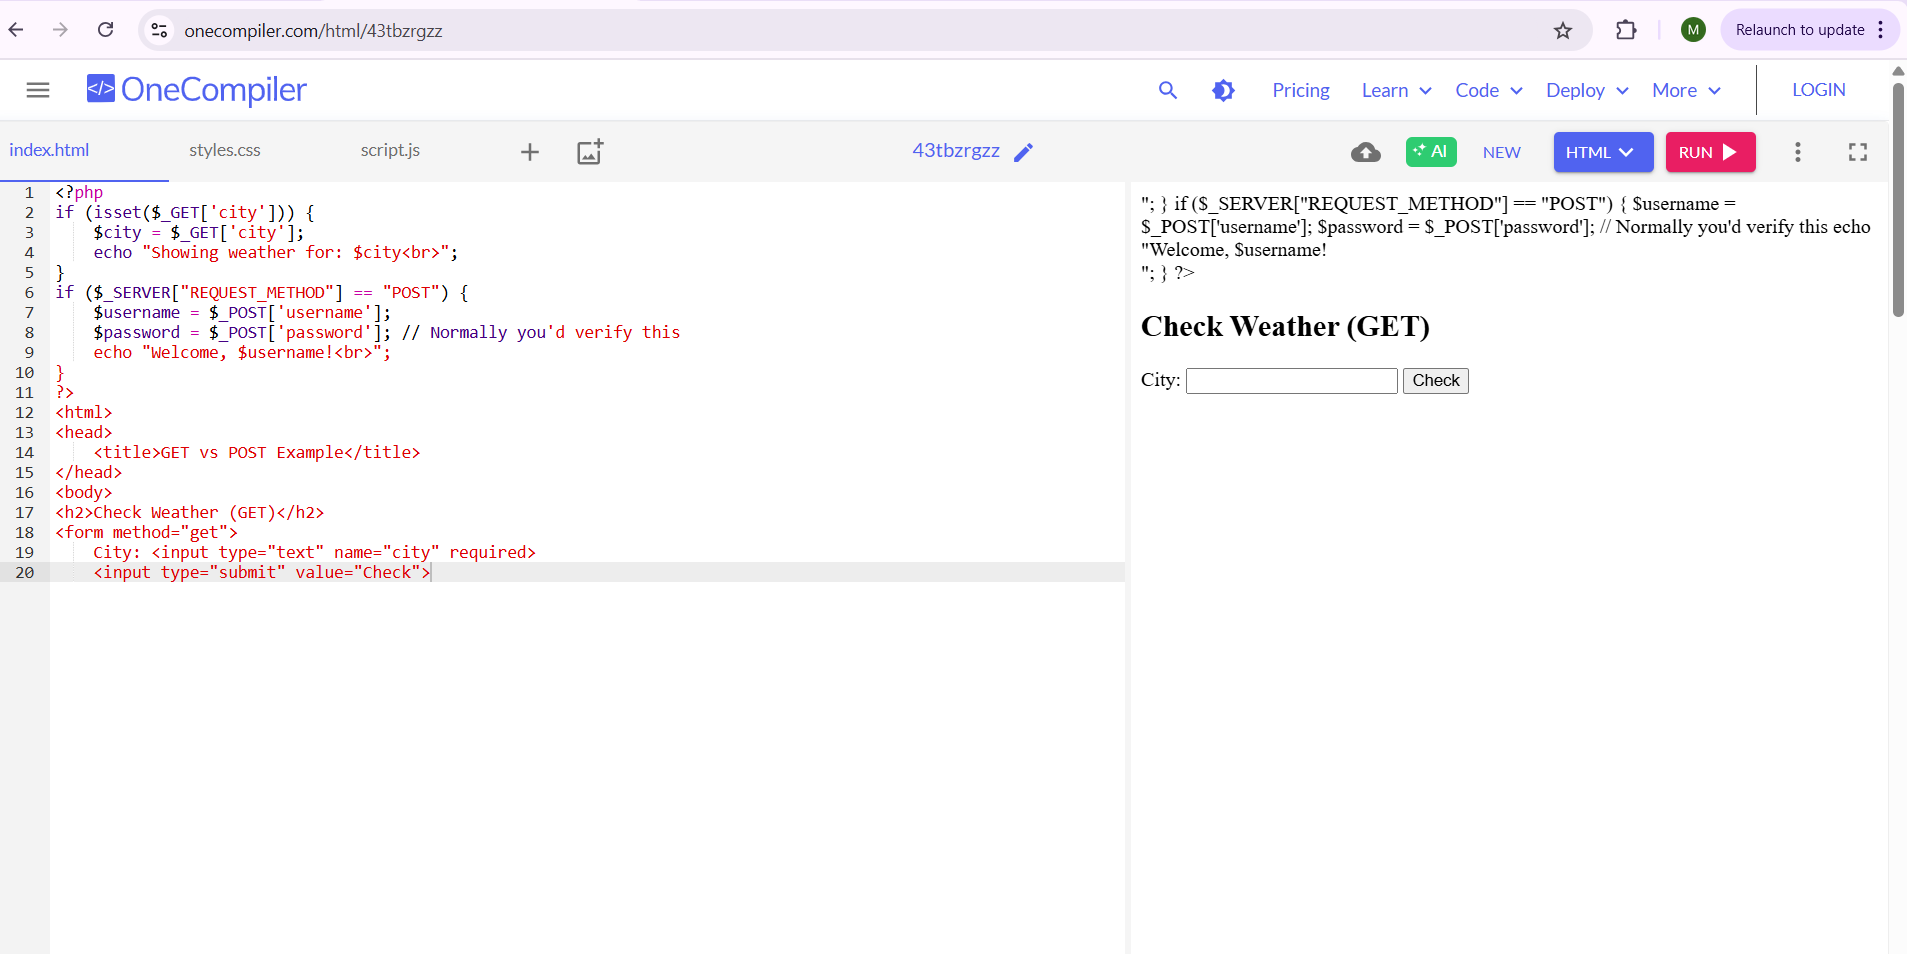 onecompiler.com/html/43tbzrgzz
M
Relaunch to update
</> OneCompiler
Pricing
Learn
Code
Deploy
More
LOGIN
index.html
styles.css
script.js
43tbzrgzz
AI
NEW
HTML
RUN
1 <?php
2 if (isset($_GET['city'])) {
3 $city = $_GET['city'];
4 echo "Showing weather for: $city<br>";
5 }
6 if ($_SERVER["REQUEST_METHOD"] == "POST") {
7 $username = $_POST['username'];
8 $password = $_POST['password']; // Normally you'd verify this
9 echo "Welcome, $username!<br>";
10 }
11 ?>
12 <html>
13 <head>
14 <title>GET vs POST Example</title>
15 </head>
16 <body>
17 <h2>Check Weather (GET)</h2>
18 <form method="get">
19 City: <input type="text" name="city" required>
20 <input type="submit" value="Check">
"; } if ($_SERVER["REQUEST_METHOD"] == "POST") { $username =
$_POST['username']; $password = $_POST['password']; // Normally you'd verify this echo
"Welcome, $username!
"; } ?>
Check Weather (GET)
City:
Check